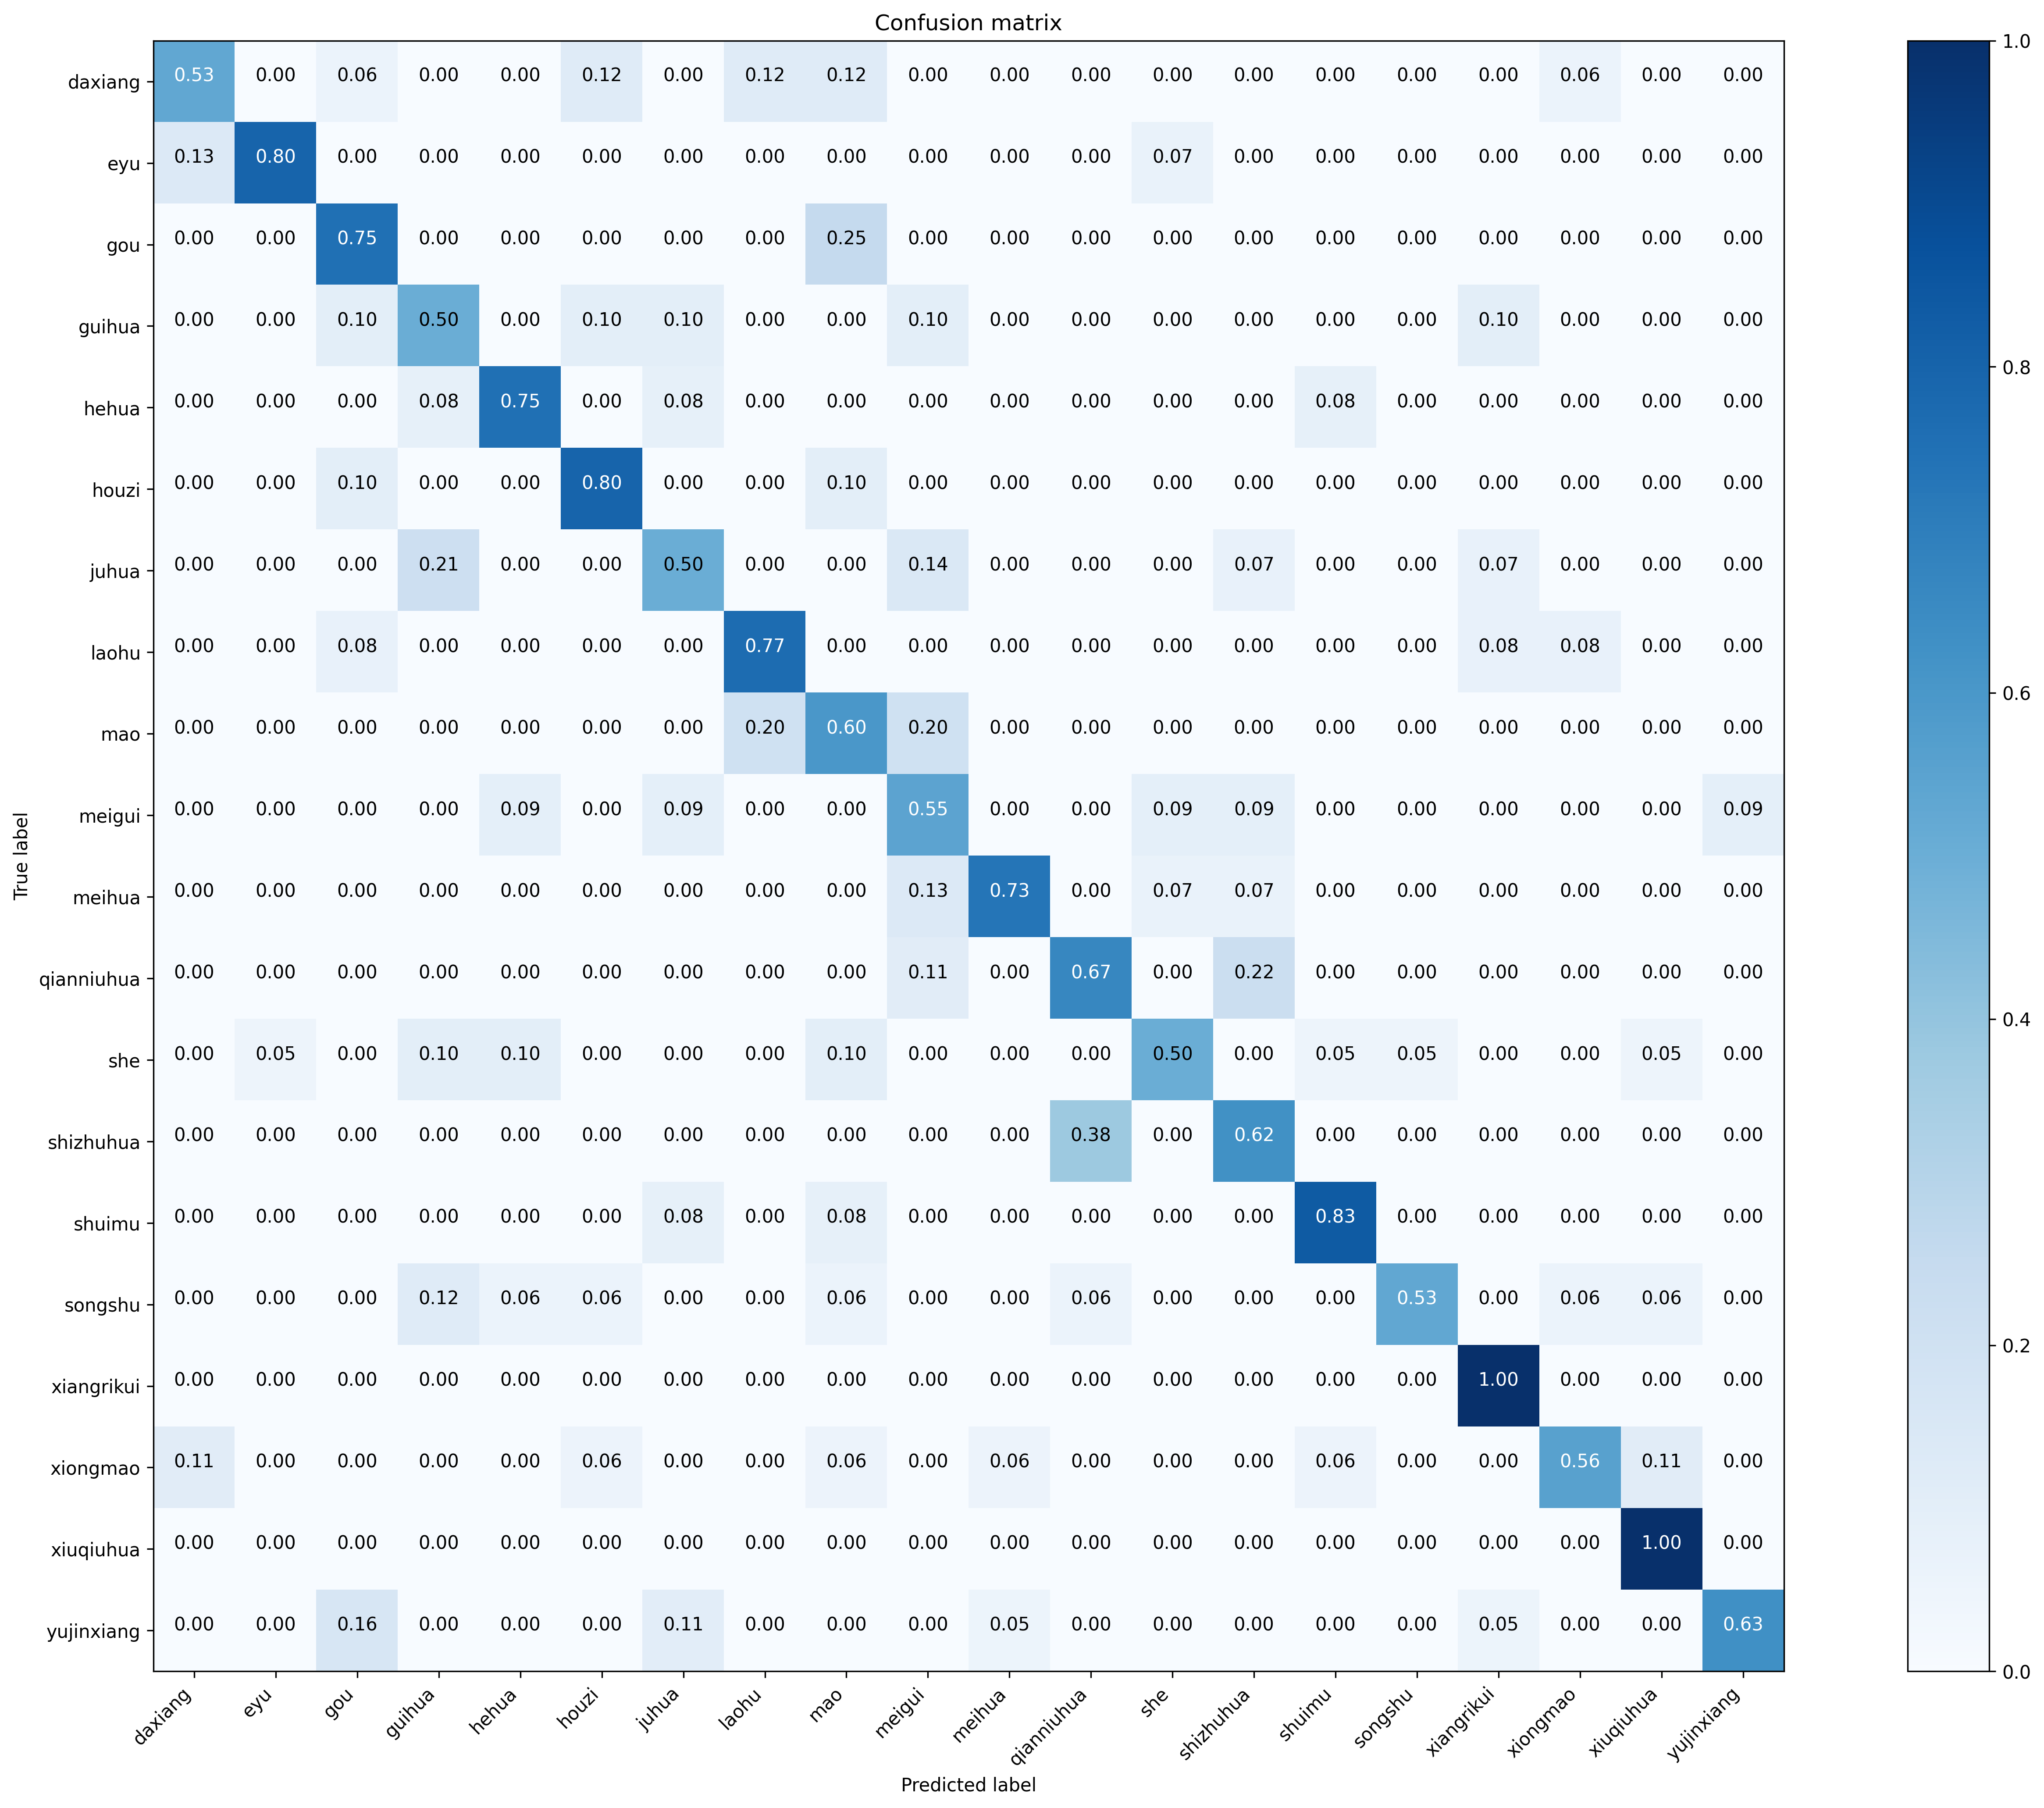 Confusion matrix
daxiang 0.53 0.00 0.06 0.00 0.00 0.12 0.00 0.12 0.12 0.00 0.00 0.00 0.00 0.00 0.00 0.00 0.00 0.06 0.00 0.00
eyu 0.13 0.80 0.00 0.00 0.00 0.00 0.00 0.00 0.00 0.00 0.00 0.00 0.07 0.00 0.00 0.00 0.00 0.00 0.00 0.00
gou 0.00 0.00 0.75 0.00 0.00 0.00 0.00 0.00 0.25 0.00 0.00 0.00 0.00 0.00 0.00 0.00 0.00 0.00 0.00 0.00
guihua 0.00 0.00 0.10 0.50 0.00 0.10 0.10 0.00 0.00 0.10 0.00 0.00 0.00 0.00 0.00 0.00 0.10 0.00 0.00 0.00
hehua 0.00 0.00 0.00 0.08 0.75 0.00 0.08 0.00 0.00 0.00 0.00 0.00 0.00 0.00 0.08 0.00 0.00 0.00 0.00 0.00
houzi 0.00 0.00 0.10 0.00 0.00 0.80 0.00 0.00 0.10 0.00 0.00 0.00 0.00 0.00 0.00 0.00 0.00 0.00 0.00 0.00
juhua 0.00 0.00 0.00 0.21 0.00 0.00 0.50 0.00 0.00 0.14 0.00 0.00 0.00 0.07 0.00 0.00 0.07 0.00 0.00 0.00
laohu 0.00 0.00 0.08 0.00 0.00 0.00 0.00 0.77 0.00 0.00 0.00 0.00 0.00 0.00 0.00 0.00 0.08 0.08 0.00 0.00
mao 0.00 0.00 0.00 0.00 0.00 0.00 0.00 0.20 0.60 0.20 0.00 0.00 0.00 0.00 0.00 0.00 0.00 0.00 0.00 0.00
meigui 0.00 0.00 0.00 0.00 0.09 0.00 0.09 0.00 0.00 0.55 0.00 0.00 0.09 0.09 0.00 0.00 0.00 0.00 0.00 0.09
meihua 0.00 0.00 0.00 0.00 0.00 0.00 0.00 0.00 0.00 0.13 0.73 0.00 0.07 0.07 0.00 0.00 0.00 0.00 0.00 0.00
qianniuhua 0.00 0.00 0.00 0.00 0.00 0.00 0.00 0.00 0.00 0.11 0.00 0.67 0.00 0.22 0.00 0.00 0.00 0.00 0.00 0.00
she 0.00 0.05 0.00 0.10 0.10 0.00 0.00 0.00 0.10 0.00 0.00 0.00 0.50 0.00 0.05 0.05 0.00 0.00 0.05 0.00
shizhuhua 0.00 0.00 0.00 0.00 0.00 0.00 0.00 0.00 0.00 0.00 0.00 0.38 0.00 0.62 0.00 0.00 0.00 0.00 0.00 0.00
shuimu 0.00 0.00 0.00 0.00 0.00 0.00 0.08 0.00 0.08 0.00 0.00 0.00 0.00 0.00 0.83 0.00 0.00 0.00 0.00 0.00
songshu 0.00 0.00 0.00 0.12 0.06 0.06 0.00 0.00 0.06 0.00 0.00 0.06 0.00 0.00 0.00 0.53 0.00 0.06 0.06 0.00
xiangrikui 0.00 0.00 0.00 0.00 0.00 0.00 0.00 0.00 0.00 0.00 0.00 0.00 0.00 0.00 0.00 0.00 1.00 0.00 0.00 0.00
xiongmao 0.11 0.00 0.00 0.00 0.00 0.06 0.00 0.00 0.06 0.00 0.06 0.00 0.00 0.00 0.06 0.00 0.00 0.56 0.11 0.00
xiuqiuhua 0.00 0.00 0.00 0.00 0.00 0.00 0.00 0.00 0.00 0.00 0.00 0.00 0.00 0.00 0.00 0.00 0.00 0.00 1.00 0.00
yujinxiang 0.00 0.00 0.16 0.00 0.00 0.00 0.11 0.00 0.00 0.00 0.05 0.00 0.00 0.00 0.00 0.00 0.05 0.00 0.00 0.63
daxiang eyu gou guihua hehua houzi juhua laohu mao meigui meihua qianniuhua she shizhuhua shuimu songshu xiangrikui xiongmao xiuqiuhua yujinxiang
Predicted label
True label
1.0
0.8
0.6
0.4
0.2
0.0